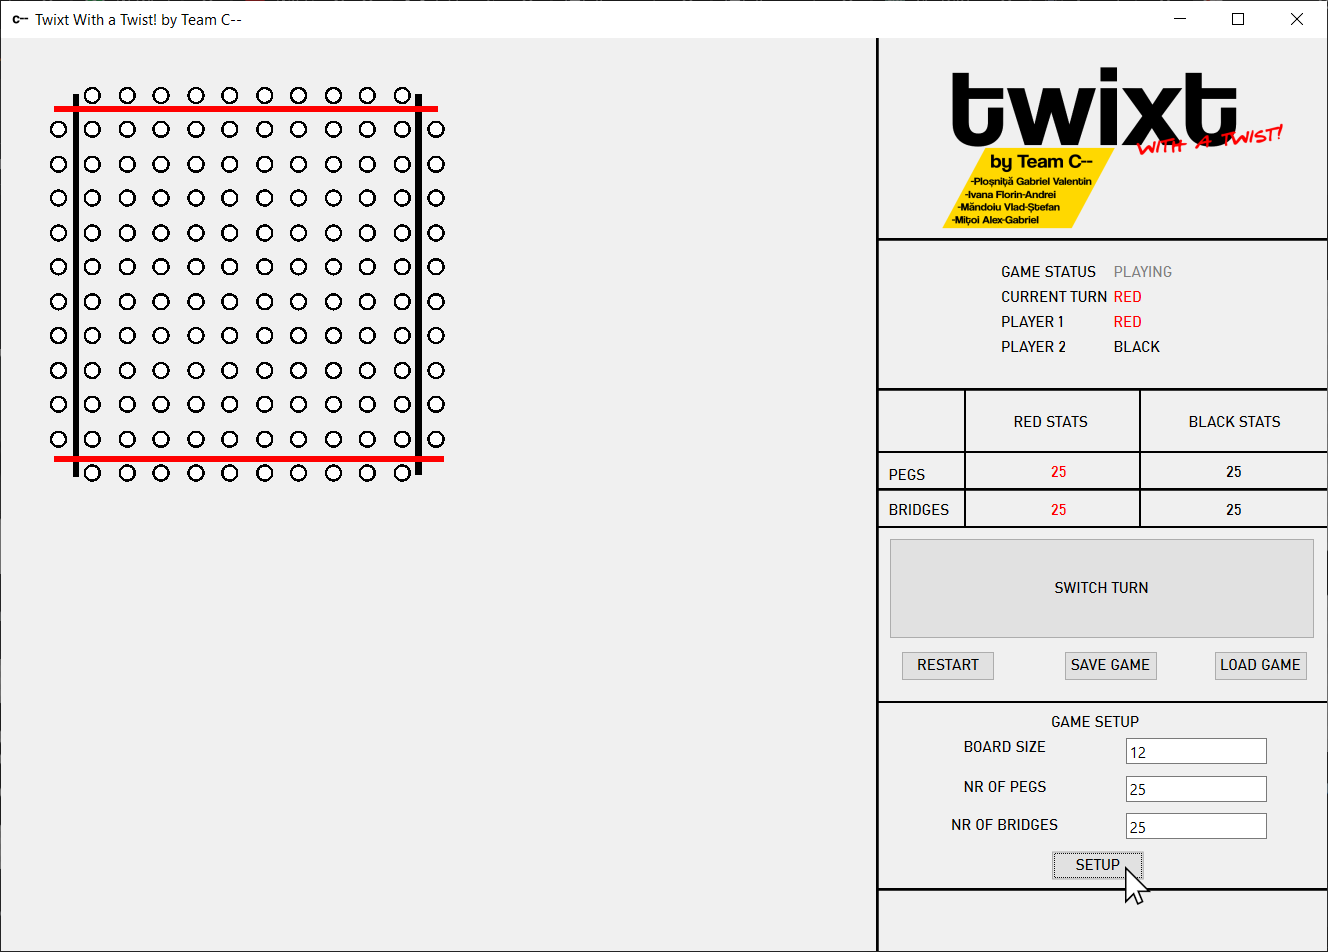 C-- Twixt With a Twist! by Team C--
twixt
WITH A TWIST!
by Team C--
-Ploșniță Gabriel Valentin
-Ivana Florin-Andrei
-Măndoiu Vlad-Ștefan
-Mițoi Alex-Gabriel
GAME STATUS PLAYING
CURRENT TURN RED
PLAYER 1 RED
PLAYER 2 BLACK
RED STATS BLACK STATS
PEGS 25 25
BRIDGES 25 25
SWITCH TURN
RESTART SAVE GAME LOAD GAME
GAME SETUP
BOARD SIZE 12
NR OF PEGS 25
NR OF BRIDGES 25
SETUP